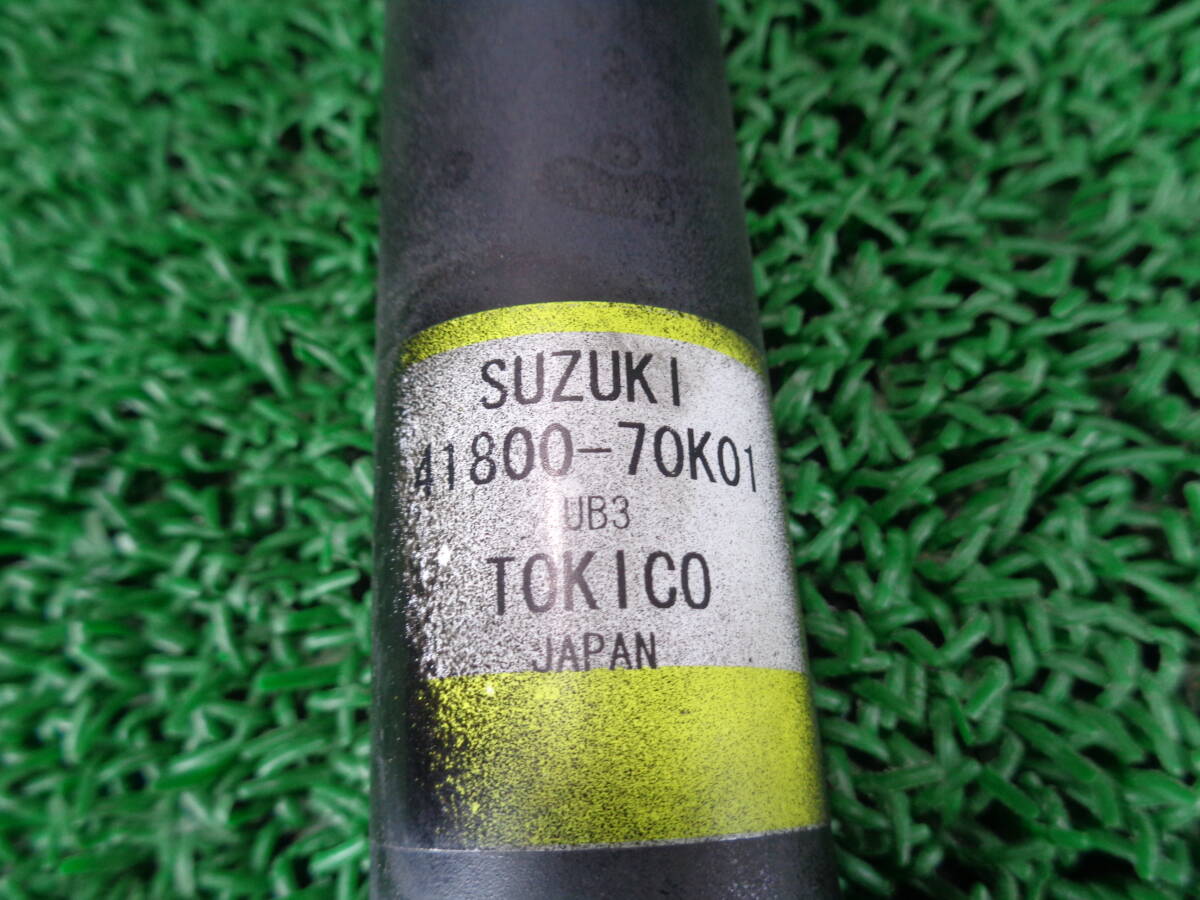 SUZUKI
41800-70K01
UB3
TOKICO
JAPAN